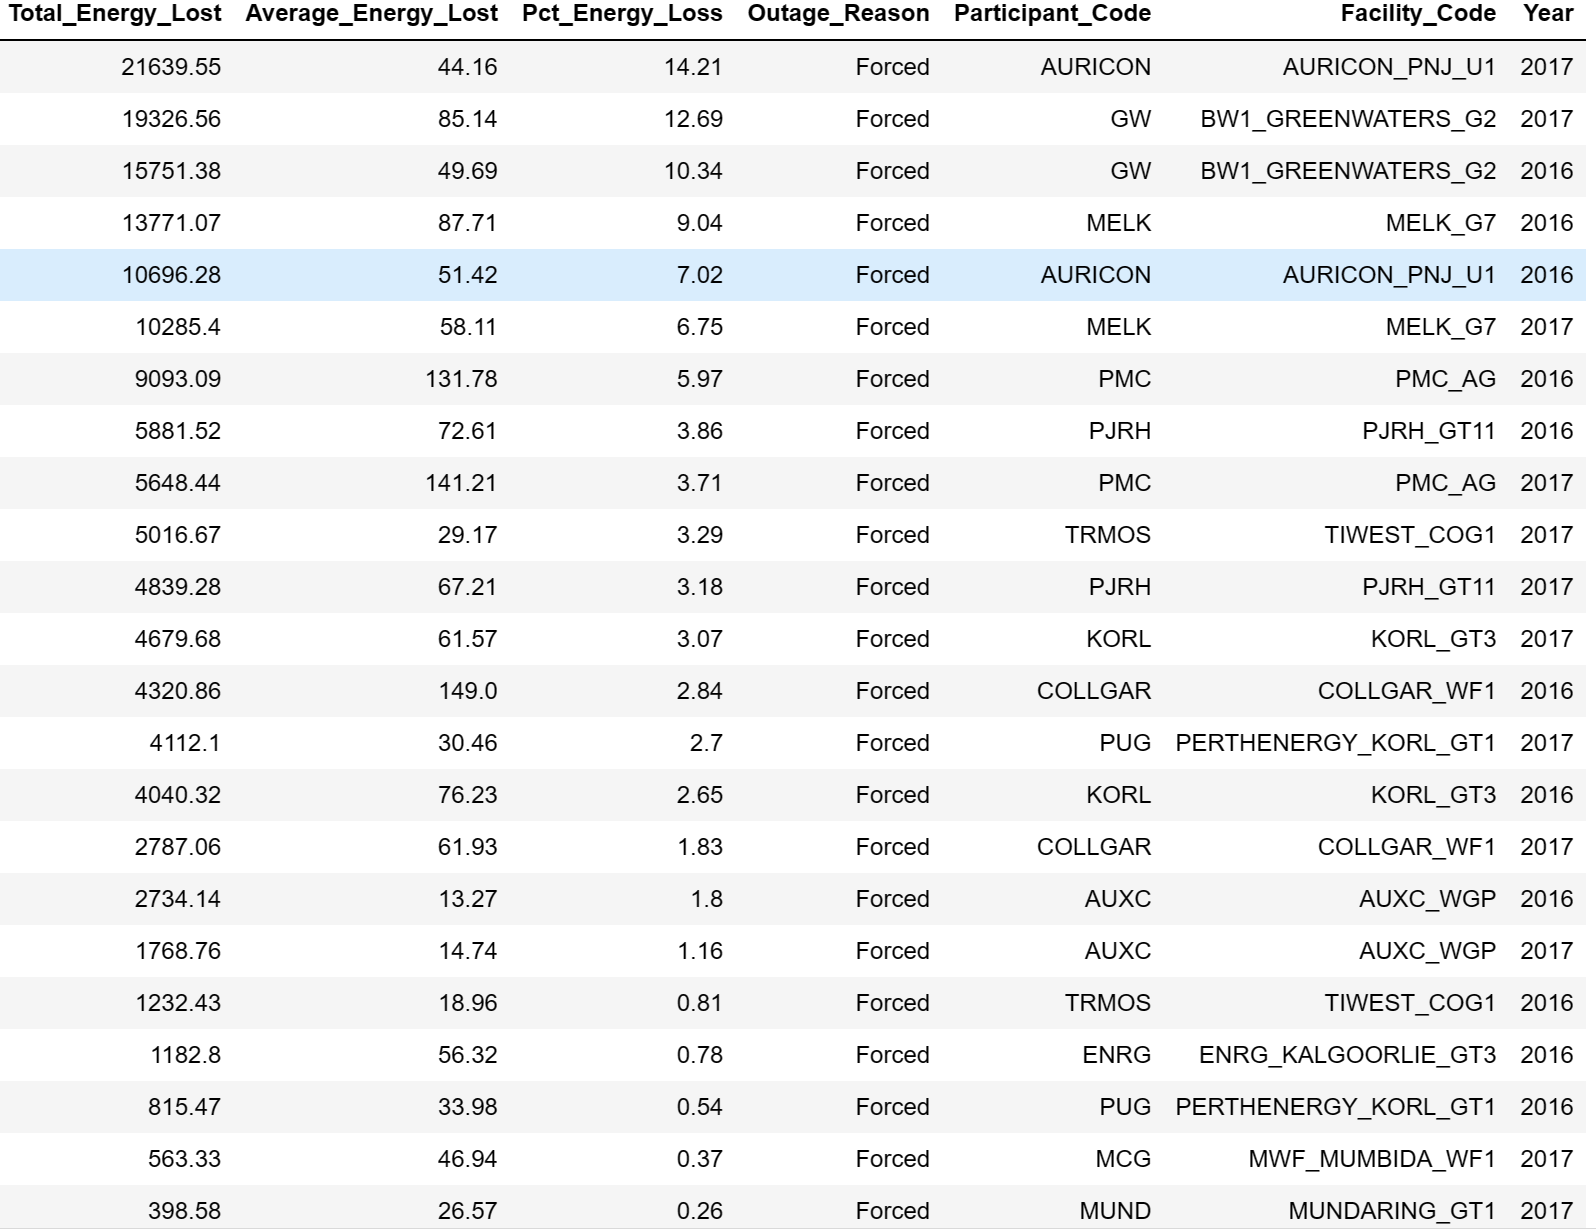 Total_Energy_Lost Average_Energy_Lost Pct_Energy_Loss Outage_Reason Participant_Code Facility_Code Year
21639.55 44.16 14.21 Forced AURICON AURICON_PNJ_U1 2017
19326.56 85.14 12.69 Forced GW BW1_GREENWATERS_G2 2017
15751.38 49.69 10.34 Forced GW BW1_GREENWATERS_G2 2016
13771.07 87.71 9.04 Forced MELK MELK_G7 2016
10696.28 51.42 7.02 Forced AURICON AURICON_PNJ_U1 2016
10285.4 58.11 6.75 Forced MELK MELK_G7 2017
9093.09 131.78 5.97 Forced PMC PMC_AG 2016
5881.52 72.61 3.86 Forced PJRH PJRH_GT11 2016
5648.44 141.21 3.71 Forced PMC PMC_AG 2017
5016.67 29.17 3.29 Forced TRMOS TIWEST_COG1 2017
4839.28 67.21 3.18 Forced PJRH PJRH_GT11 2017
4679.68 61.57 3.07 Forced KORL KORL_GT3 2017
4320.86 149.0 2.84 Forced COLLGAR COLLGAR_WF1 2016
4112.1 30.46 2.7 Forced PUG PERTHENERGY_KORL_GT1 2017
4040.32 76.23 2.65 Forced KORL KORL_GT3 2016
2787.06 61.93 1.83 Forced COLLGAR COLLGAR_WF1 2017
2734.14 13.27 1.8 Forced AUXC AUXC_WGP 2016
1768.76 14.74 1.16 Forced AUXC AUXC_WGP 2017
1232.43 18.96 0.81 Forced TRMOS TIWEST_COG1 2016
1182.8 56.32 0.78 Forced ENRG ENRG_KALGOORLIE_GT3 2016
815.47 33.98 0.54 Forced PUG PERTHENERGY_KORL_GT1 2016
563.33 46.94 0.37 Forced MCG MWF_MUMBIDA_WF1 2017
398.58 26.57 0.26 Forced MUND MUNDARING_GT1 2017